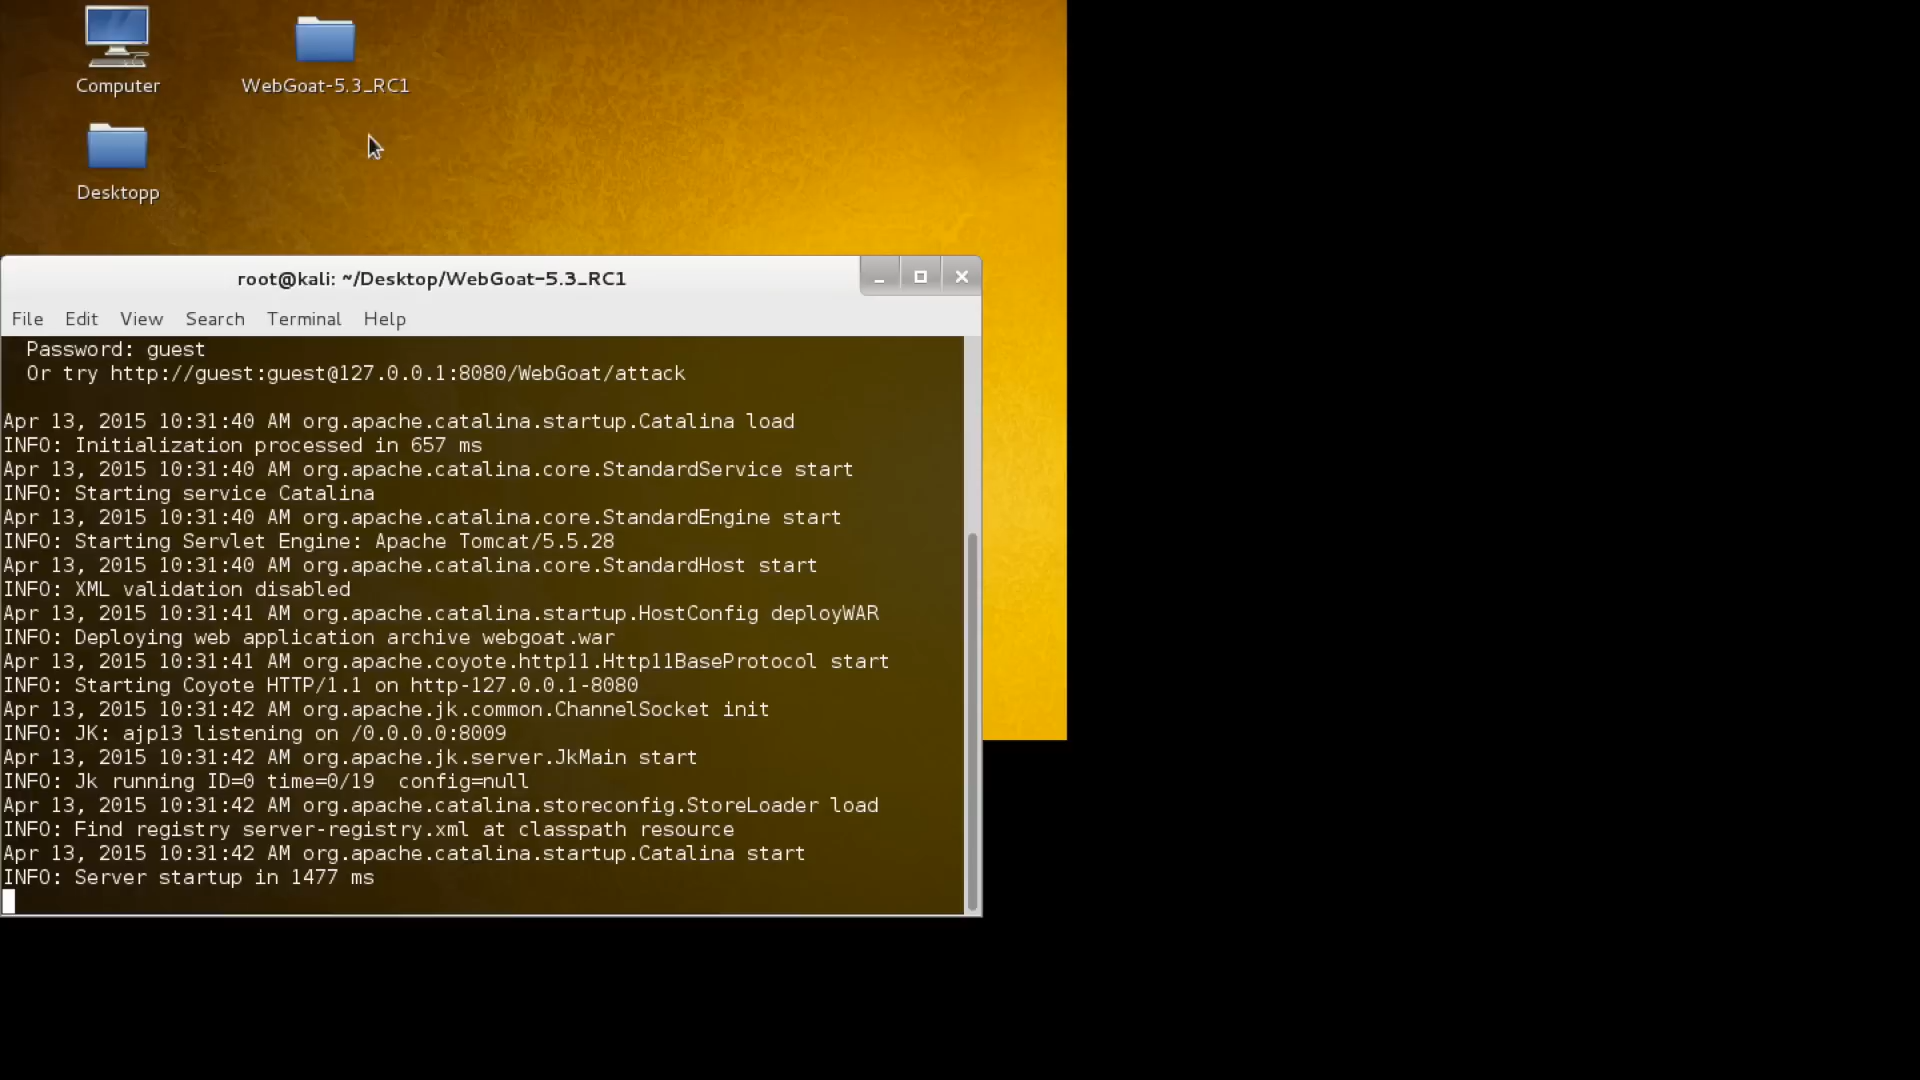 Computer
WebGoat-5.3_RC1
Desktopp
root@kali: ~/Desktop/WebGoat-5.3_RC1
File Edit View Search Terminal Help
Password: guest
Or try http://guest:guest@127.0.0.1:8080/WebGoat/attack
Apr 13, 2015 10:31:40 AM org.apache.catalina.startup.Catalina load
INFO: Initialization processed in 657 ms
Apr 13, 2015 10:31:40 AM org.apache.catalina.core.StandardService start
INFO: Starting service Catalina
Apr 13, 2015 10:31:40 AM org.apache.catalina.core.StandardEngine start
INFO: Starting Servlet Engine: Apache Tomcat/5.5.28
Apr 13, 2015 10:31:40 AM org.apache.catalina.core.StandardHost start
INFO: XML validation disabled
Apr 13, 2015 10:31:41 AM org.apache.catalina.startup.HostConfig deployWAR
INFO: Deploying web application archive webgoat.war
Apr 13, 2015 10:31:41 AM org.apache.coyote.http11.Http11BaseProtocol start
INFO: Starting Coyote HTTP/1.1 on http-127.0.0.1-8080
Apr 13, 2015 10:31:42 AM org.apache.jk.common.ChannelSocket init
INFO: JK: ajp13 listening on /0.0.0.0:8009
Apr 13, 2015 10:31:42 AM org.apache.jk.server.JkMain start
INFO: Jk running ID=0 time=0/19  config=null
Apr 13, 2015 10:31:42 AM org.apache.catalina.storeconfig.StoreLoader load
INFO: Find registry server-registry.xml at classpath resource
Apr 13, 2015 10:31:42 AM org.apache.catalina.startup.Catalina start
INFO: Server startup in 1477 ms